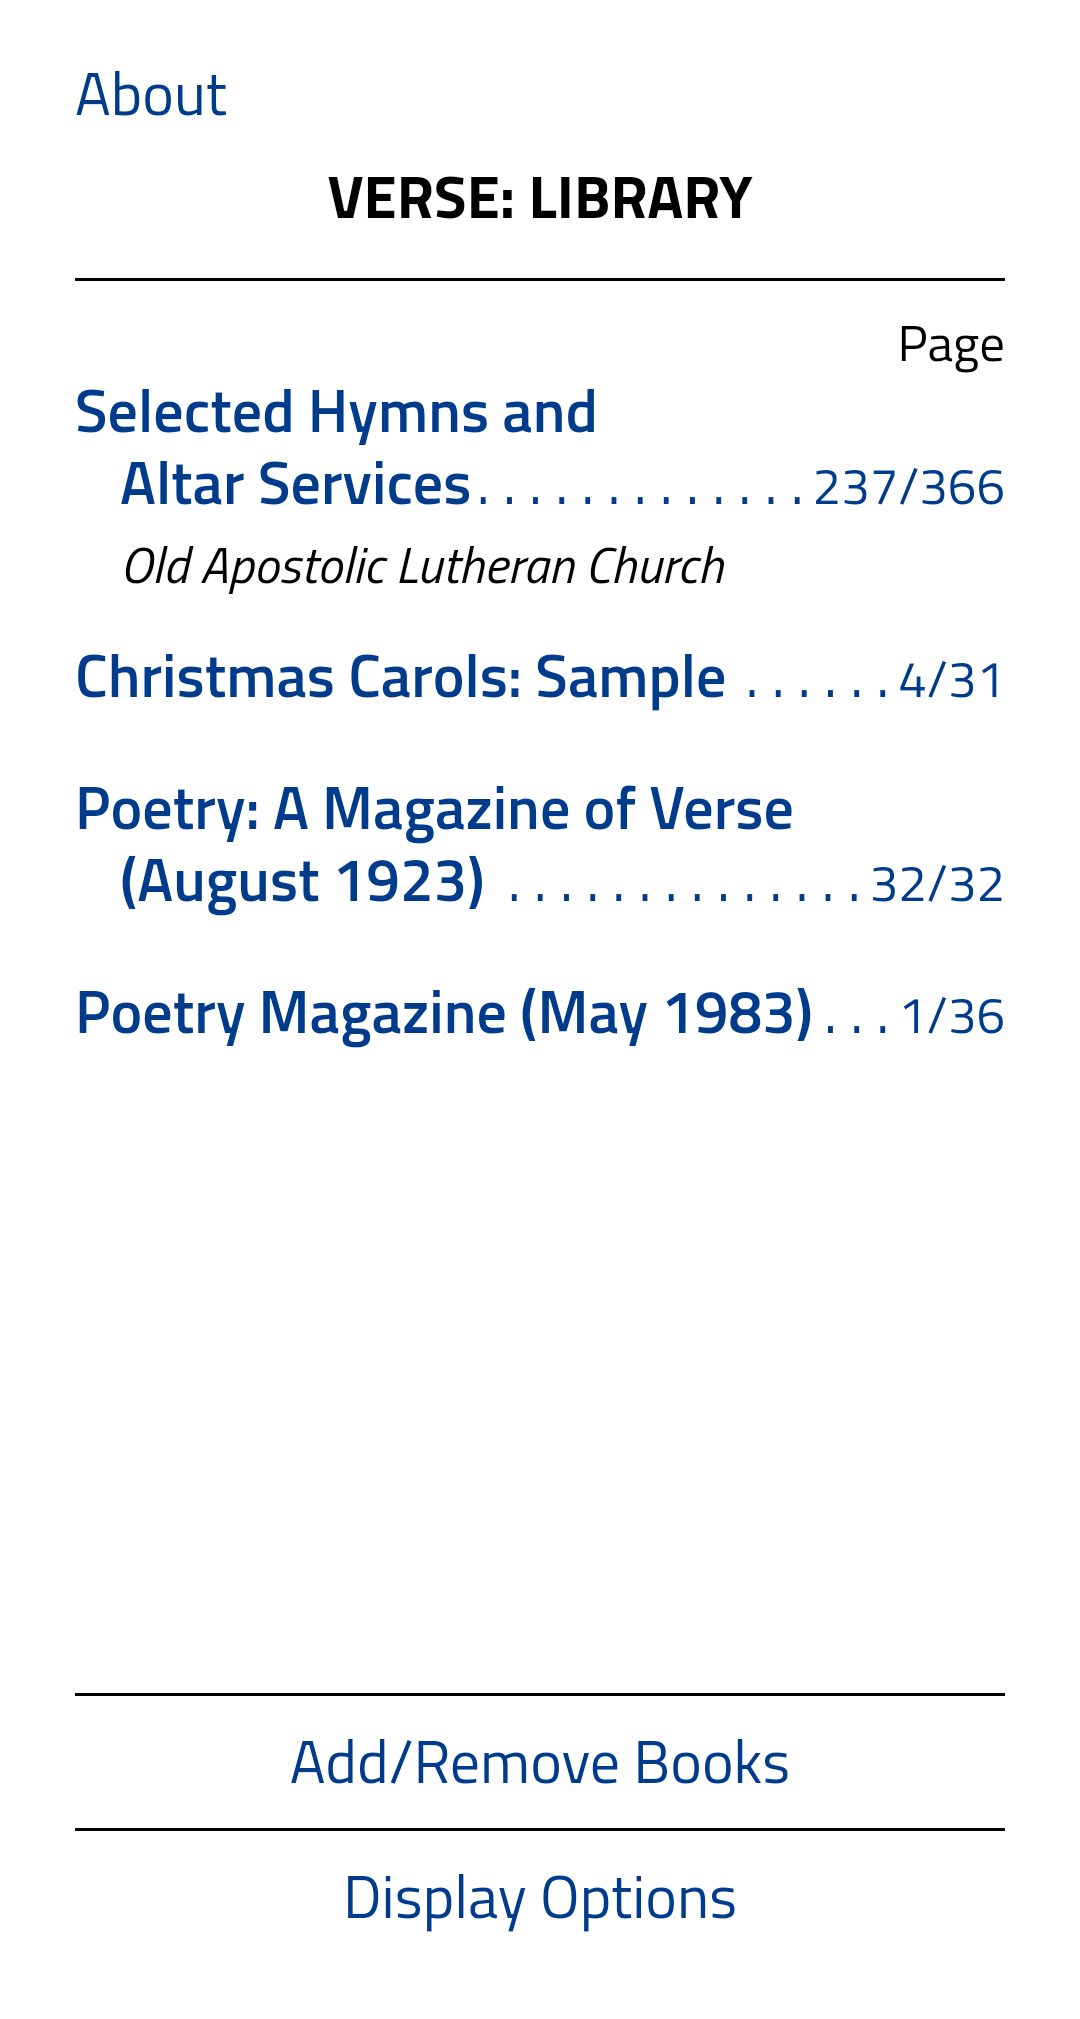 About
VERSE: LIBRARY
Page
Selected Hymns and
Altar Services . . . . . . . . . . . . . 237/366
Old Apostolic Lutheran Church
Christmas Carols: Sample . . . . . . 4/31
Poetry: A Magazine of Verse
(August 1923) . . . . . . . . . . . . . . 32/32
Poetry Magazine (May 1983) . . . 1/36
Add/Remove Books
Display Options